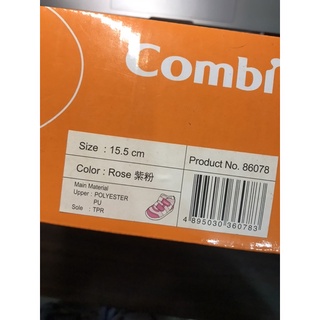 Combi
Size : 15.5 cm
Product No. 86078
Color : Rose 紫粉
Main Material
Upper : POLYESTER
PU
Sole : TPR
4 895030 360783